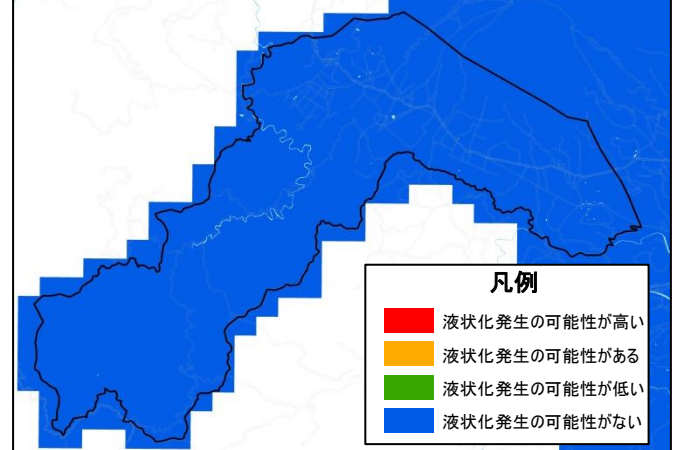 凡例
液状化発生の可能性が高い
液状化発生の可能性がある
液状化発生の可能性が低い
液状化発生の可能性がない